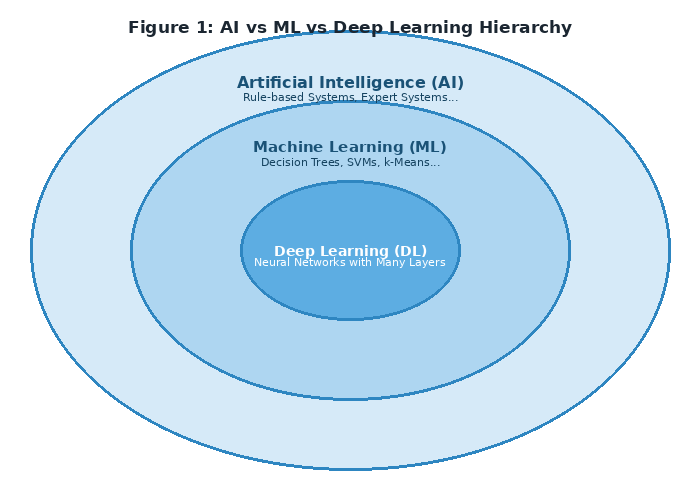 Figure 1: AI vs ML vs Deep Learning Hierarchy
Artificial Intelligence (AI)
Rule-based Systems, Expert Systems...
Machine Learning (ML)
Decision Trees, SVMs, k-Means...
Deep Learning (DL)
Neural Networks with Many Layers